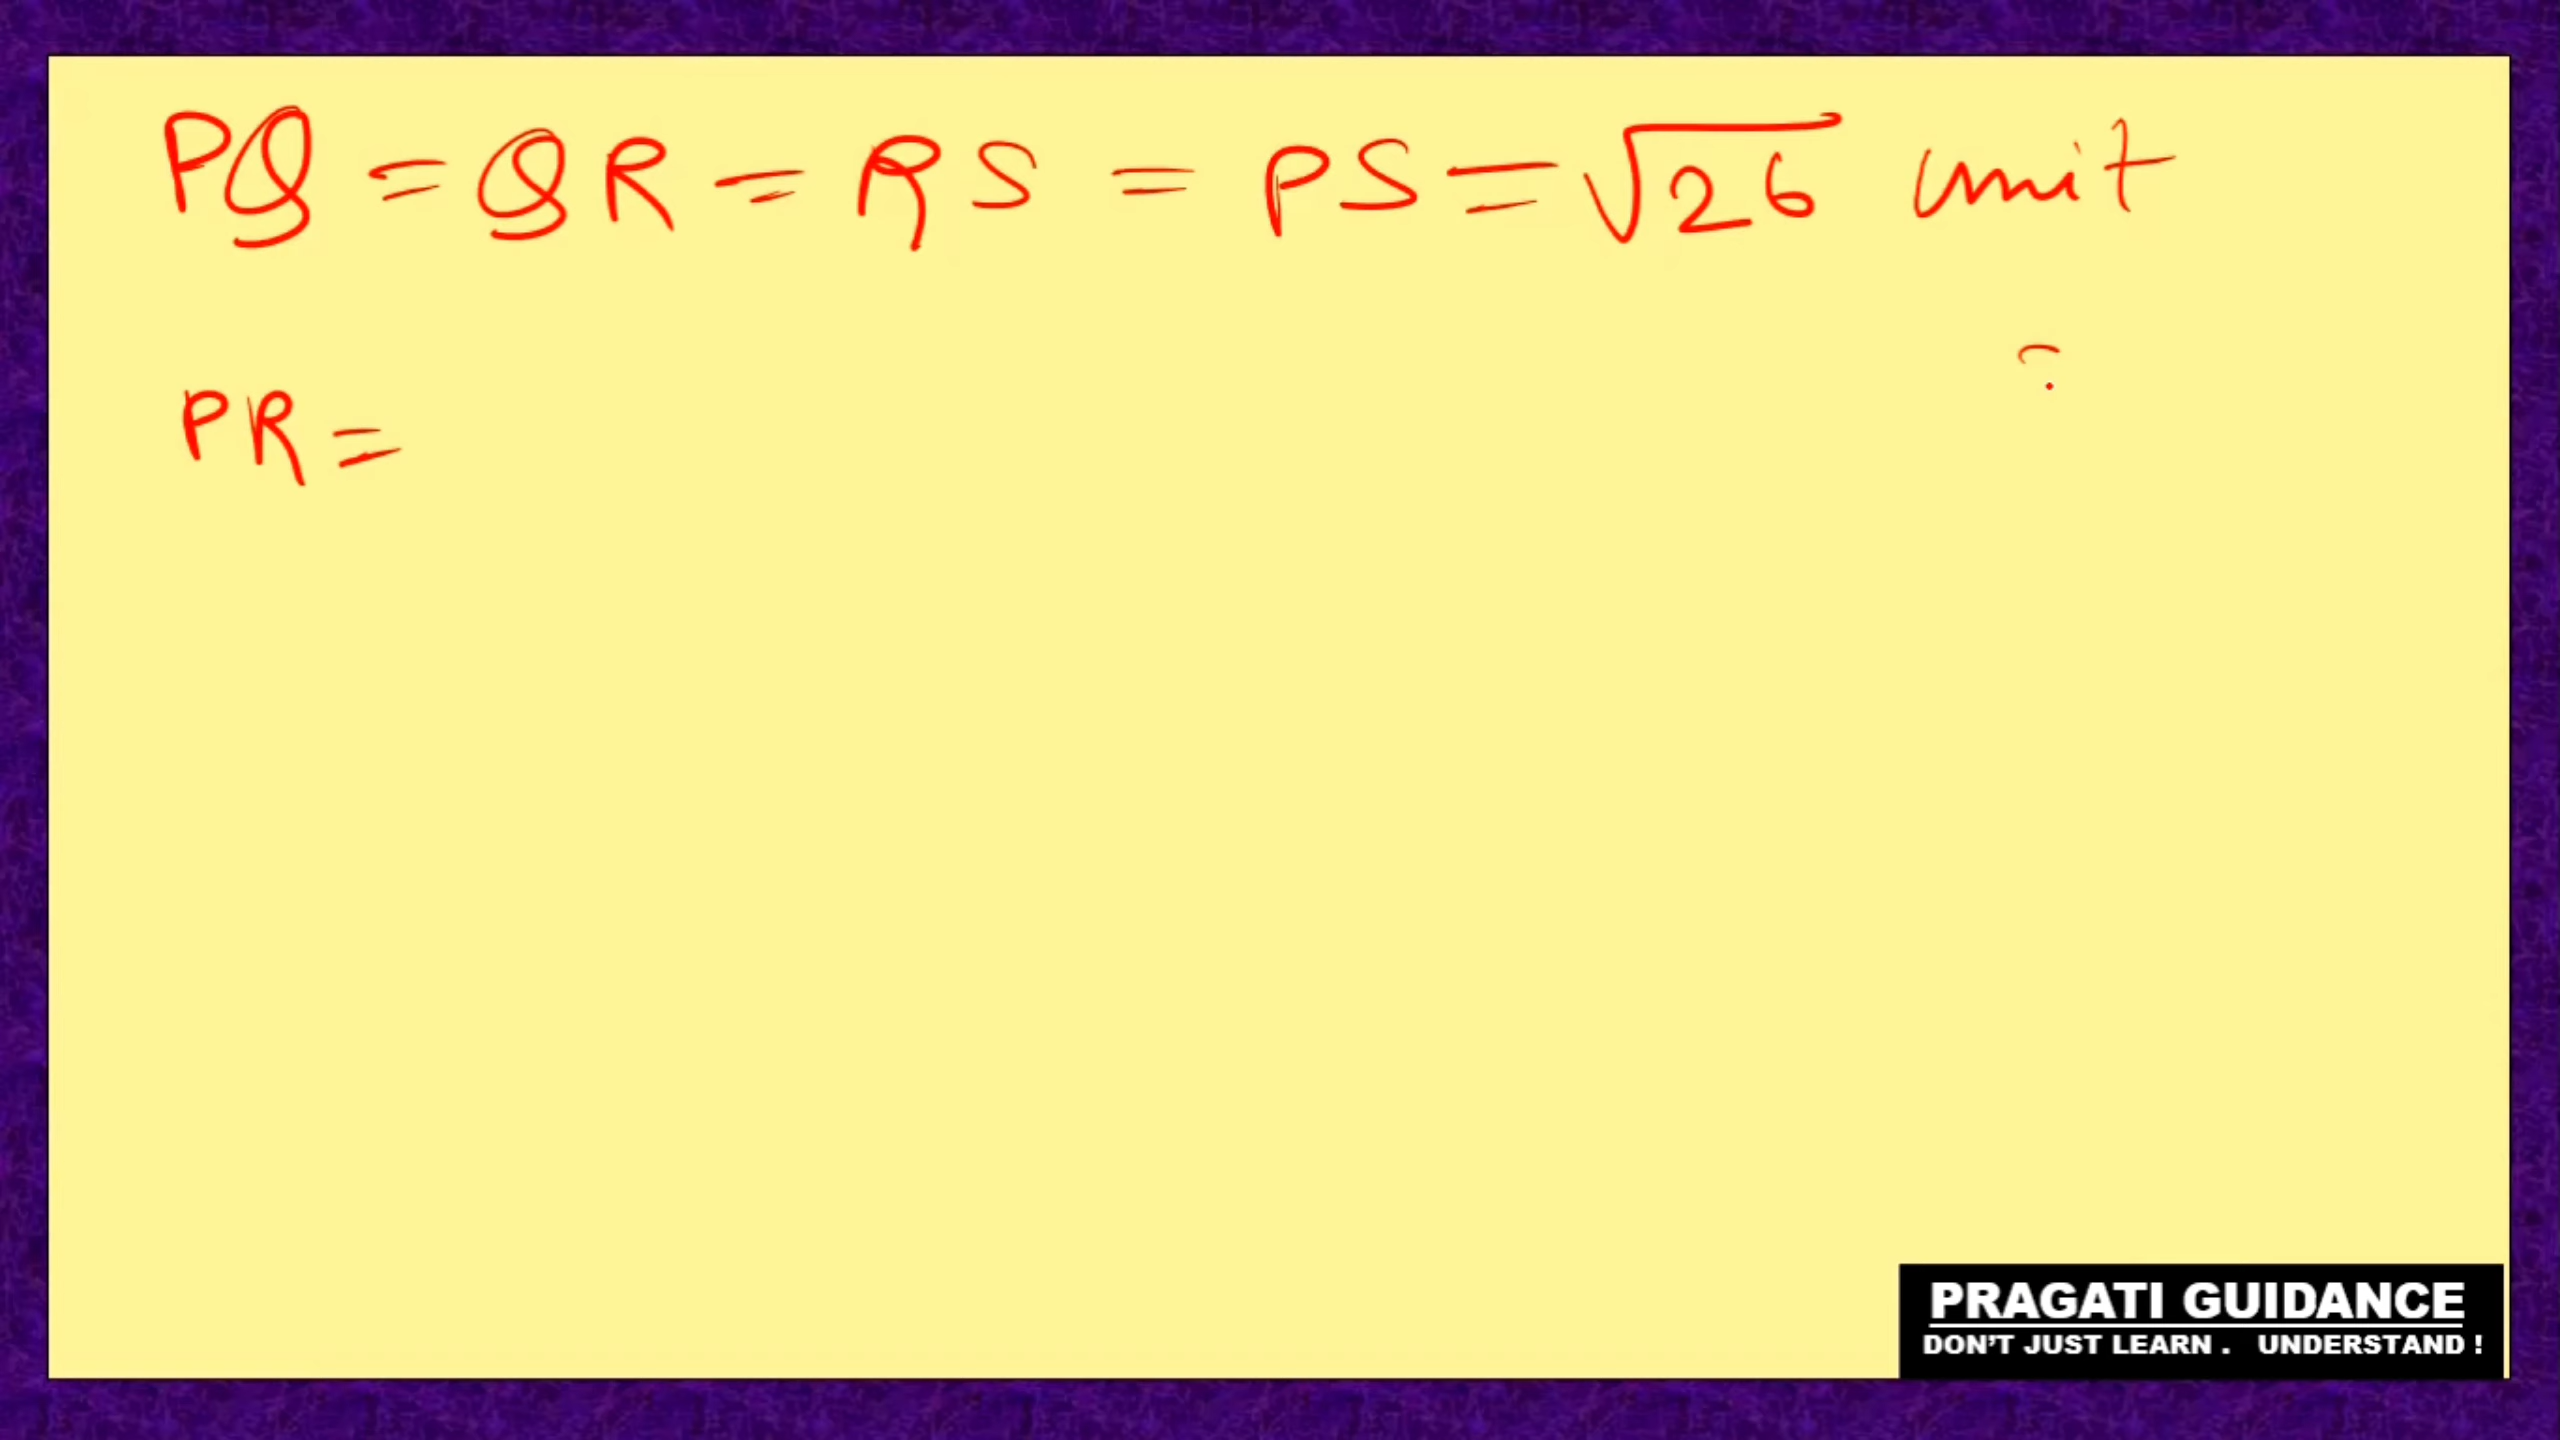 PQ = QR = RS = PS = √26 unit
PR =
PRAGATI GUIDANCE
DON'T JUST LEARN . UNDERSTAND !